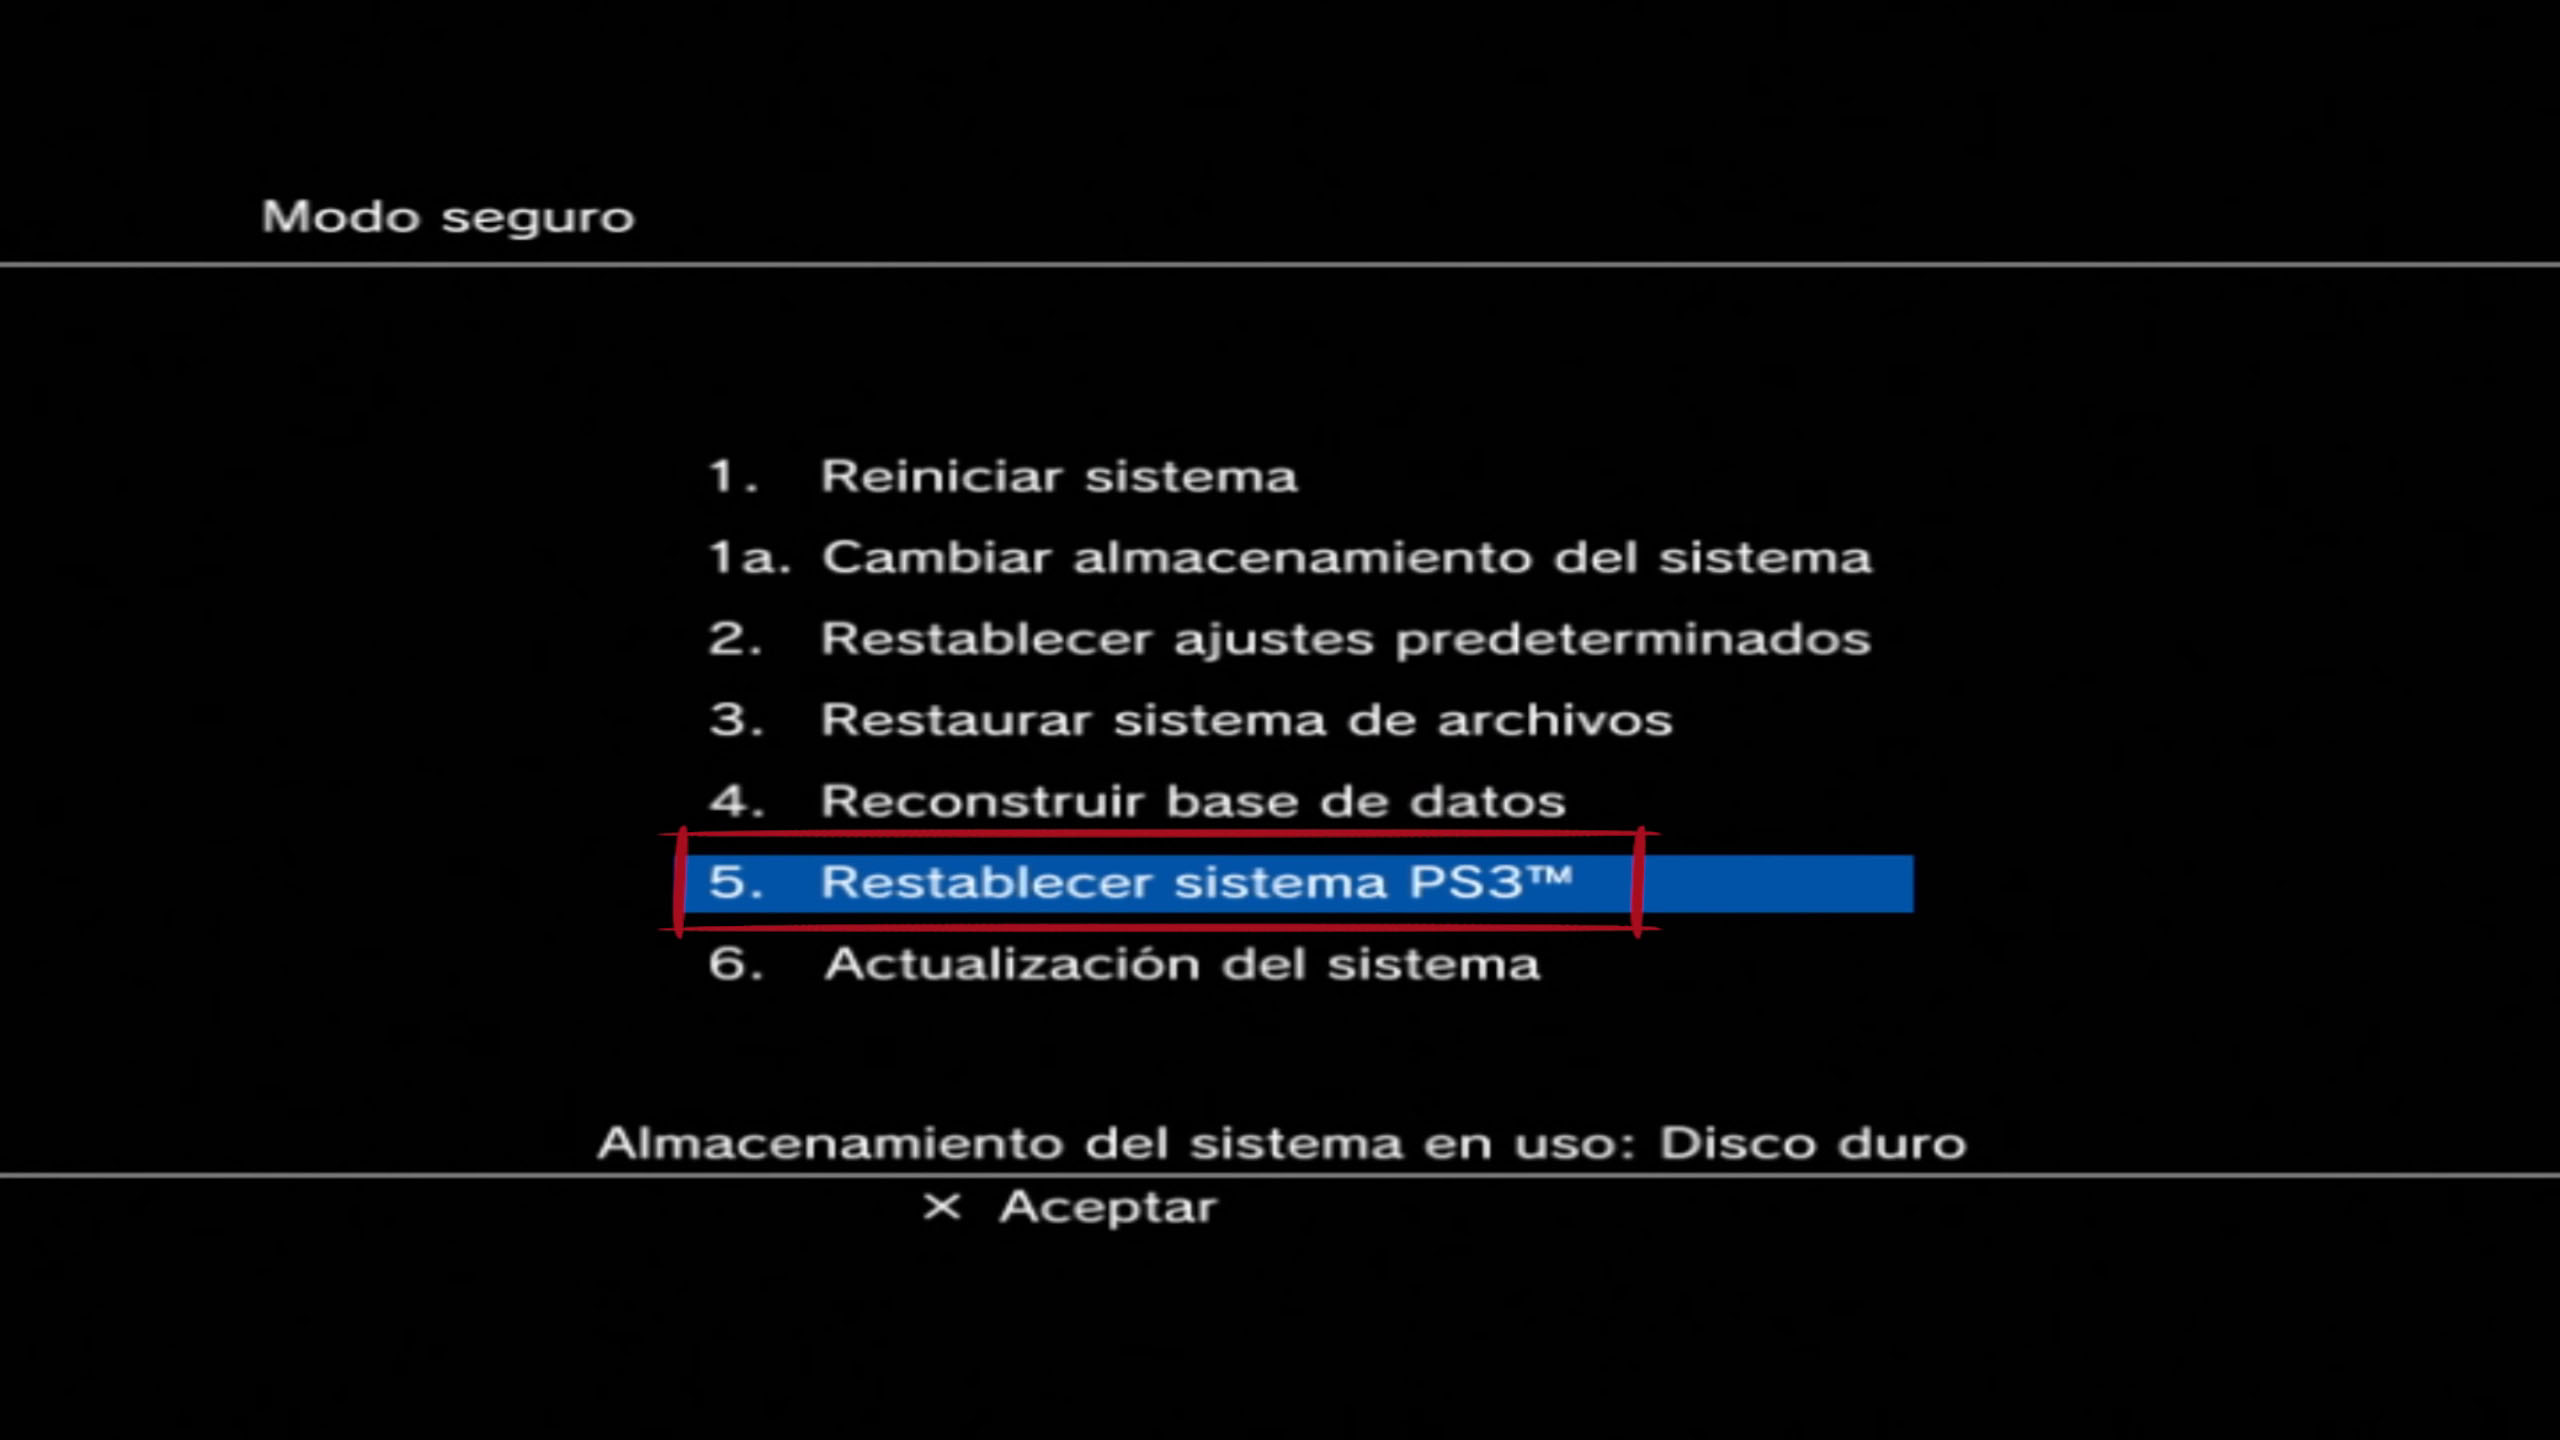 Modo seguro
1. Reiniciar sistema
1a. Cambiar almacenamiento del sistema
2. Restablecer ajustes predeterminados
3. Restaurar sistema de archivos
4. Reconstruir base de datos
5. Restablecer sistema PS3™
6. Actualización del sistema
Almacenamiento del sistema en uso: Disco duro
× Aceptar